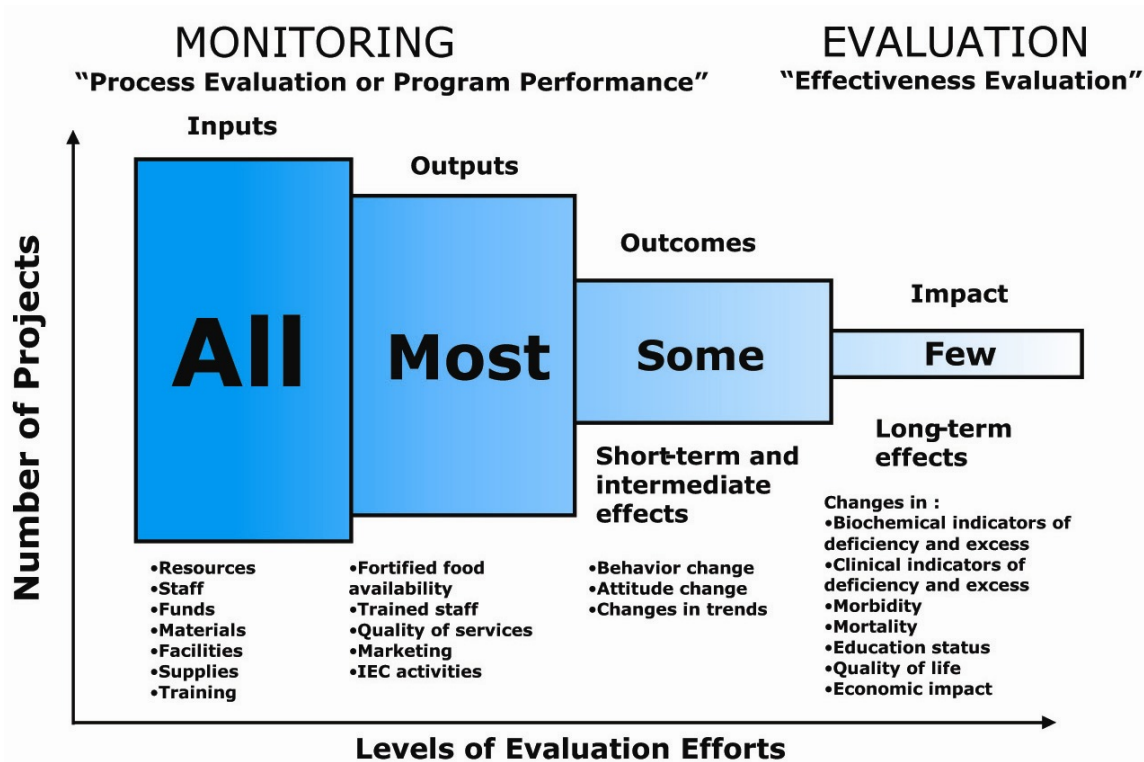 MONITORING
“Process Evaluation or Program Performance”
EVALUATION
“Effectiveness Evaluation”
Inputs
Outputs
Outcomes
Impact
All
Most
Some
Few
Number of Projects
•Resources
•Staff
•Funds
•Materials
•Facilities
•Supplies
•Training
•Fortified food
availability
•Trained staff
•Quality of services
•Marketing
•IEC activities
Short-term and
intermediate
effects
•Behavior change
•Attitude change
•Changes in trends
Long-term
effects
Changes in :
•Biochemical indicators of
deficiency and excess
•Clinical indicators of
deficiency and excess
•Morbidity
•Mortality
•Education status
•Quality of life
•Economic impact
Levels of Evaluation Efforts